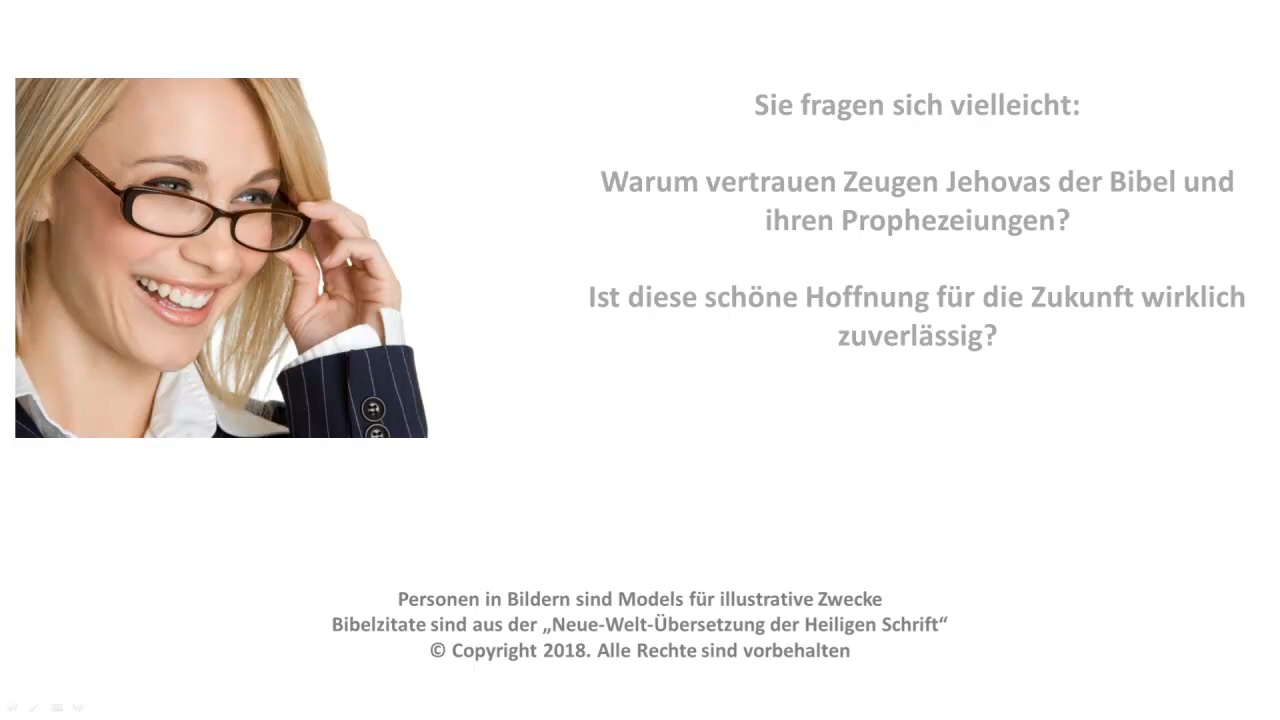 Sie fragen sich vielleicht:
Warum vertrauen Zeugen Jehovas der Bibel und
ihren Prophezeiungen?
Ist diese schöne Hoffnung für die Zukunft wirklich
zuverlässig?
Personen in Bildern sind Models für illustrative Zwecke
Bibelzitate sind aus der „Neue-Welt-Übersetzung der Heiligen Schrift“
© Copyright 2018. Alle Rechte sind vorbehalten